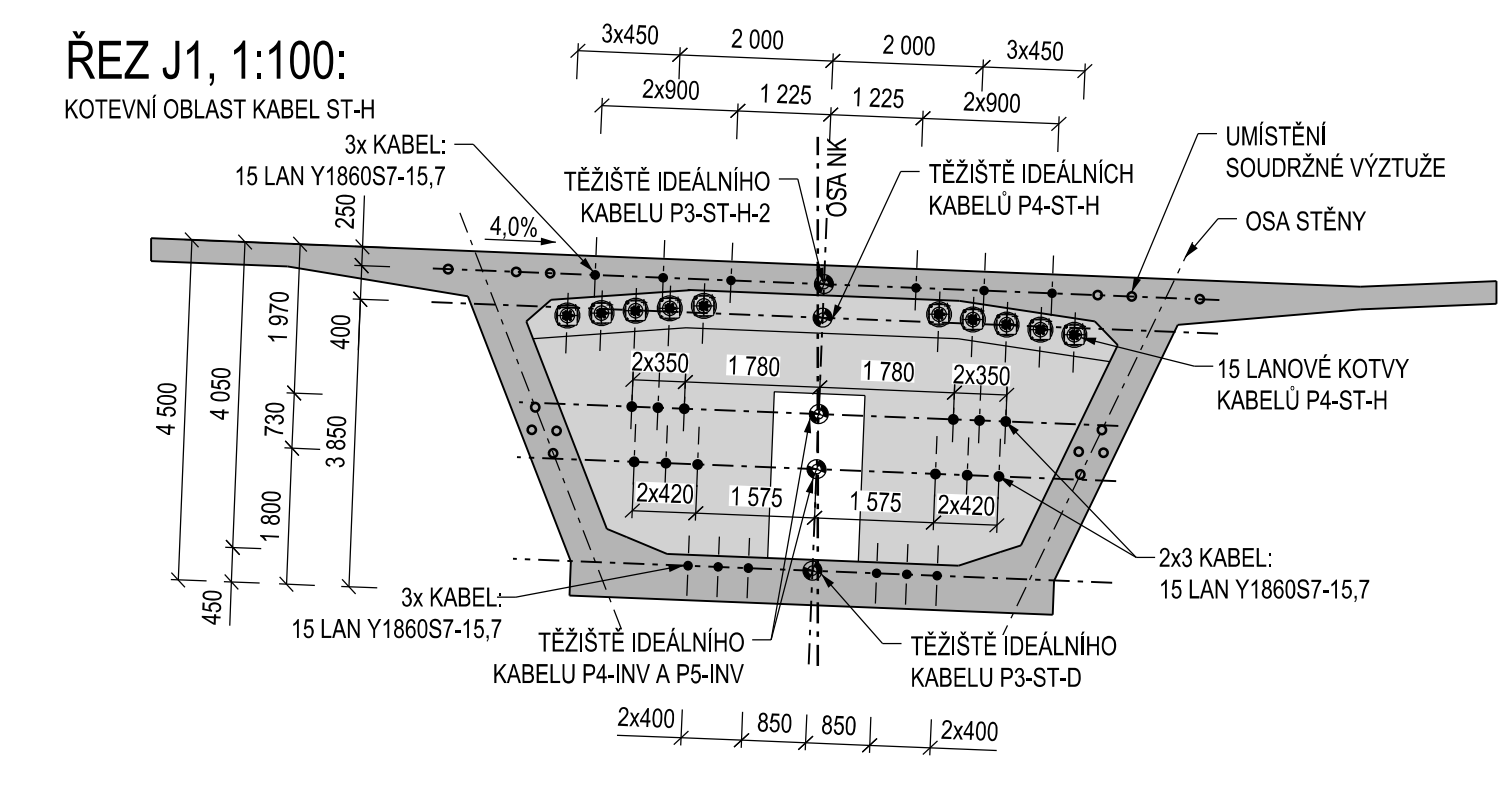 ŘEZ J1, 1:100:
KOTEVNÍ OBLAST KABEL ST-H
3x450
2 000
2 000
3x450
2x900
1 225
1 225
2x900
3x KABEL:
15 LAN Y1860S7-15,7
TĚŽIŠTĚ IDEÁLNÍHO
KABELU P3-ST-H-2
OSA NK
TĚŽIŠTĚ IDEÁLNÍCH
KABELŮ P4-ST-H
UMÍSTĚNÍ
SOUDRŽNÉ VÝZTUŽE
OSA STĚNY
4,0%
250
1 970
400
4 500
4 050
730
3 850
1 800
450
2x350
1 780
1 780
2x350
15 LANOVÉ KOTVY
KABELŮ P4-ST-H
2x420
1 575
1 575
2x420
2x3 KABEL:
15 LAN Y1860S7-15,7
3x KABEL:
15 LAN Y1860S7-15,7
TĚŽIŠTĚ IDEÁLNÍHO
KABELU P4-INV A P5-INV
TĚŽIŠTĚ IDEÁLNÍHO
KABELU P3-ST-D
2x400
850
850
2x400